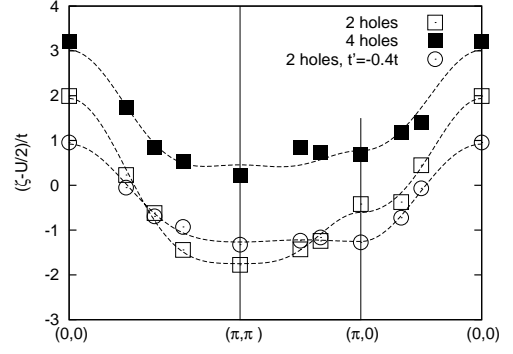 4
2 holes
4 holes
2 holes, t'=-0.4t
3
2
1
0
-1
-2
-3
(ζ-U/2)/t
(0,0) (π,π) (π,0) (0,0)